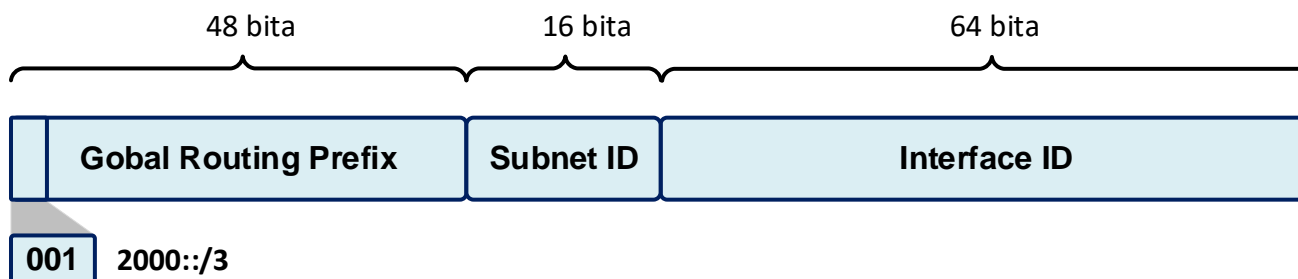 48 bita 16 bita 64 bita
Gobal Routing Prefix Subnet ID Interface ID
001 2000::/3